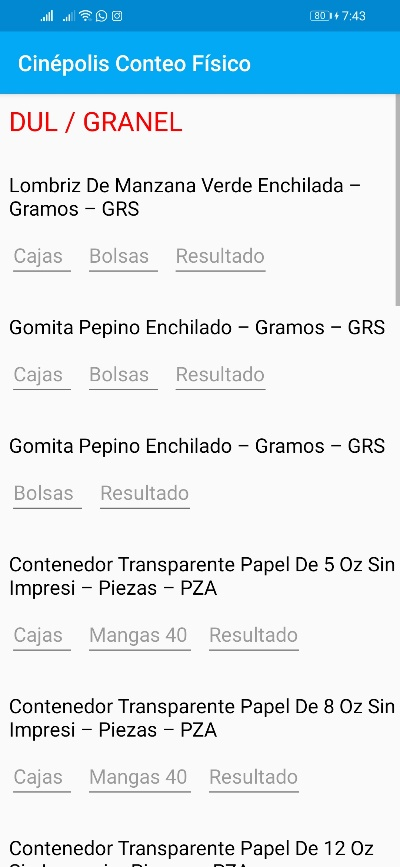 80 7:43
Cinépolis Conteo Físico
DUL / GRANEL
Lombriz De Manzana Verde Enchilada –
Gramos – GRS
Cajas Bolsas Resultado
Gomita Pepino Enchilado – Gramos – GRS
Cajas Bolsas Resultado
Gomita Pepino Enchilado – Gramos – GRS
Bolsas Resultado
Contenedor Transparente Papel De 5 Oz Sin
Impresi – Piezas – PZA
Cajas Mangas 40 Resultado
Contenedor Transparente Papel De 8 Oz Sin
Impresi – Piezas – PZA
Cajas Mangas 40 Resultado
Contenedor Transparente Papel De 12 Oz